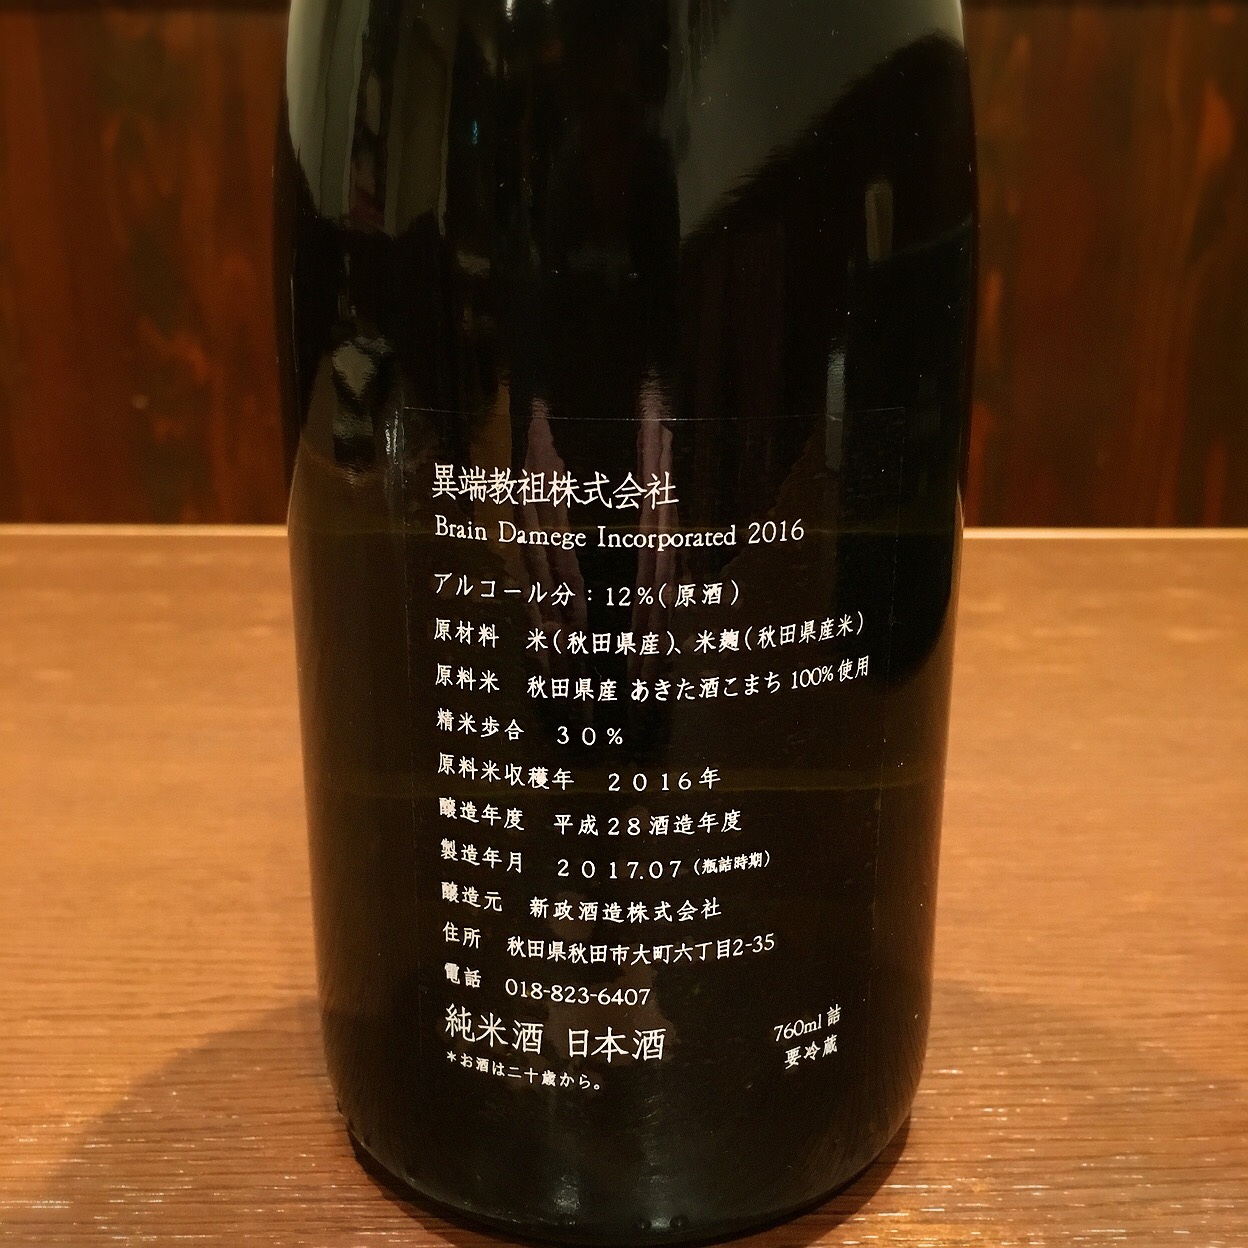 異端教祖株式会社
Brain Damege Incorporated 2016
アルコール分：12%(原酒)
原材料 米(秋田県産)、米麹(秋田県産米)
原料米 秋田県産 あきた酒こまち 100%使用
精米歩合 30%
原料米収穫年 2016年
醸造年度 平成28酒造年度
製造年月 2017.07(瓶詰時期)
醸造元 新政酒造株式会社
住所 秋田県秋田市大町六丁目2-35
電話 018-823-6407
純米酒 日本酒
760ml 詰
要冷蔵
*お酒は二十歳から。